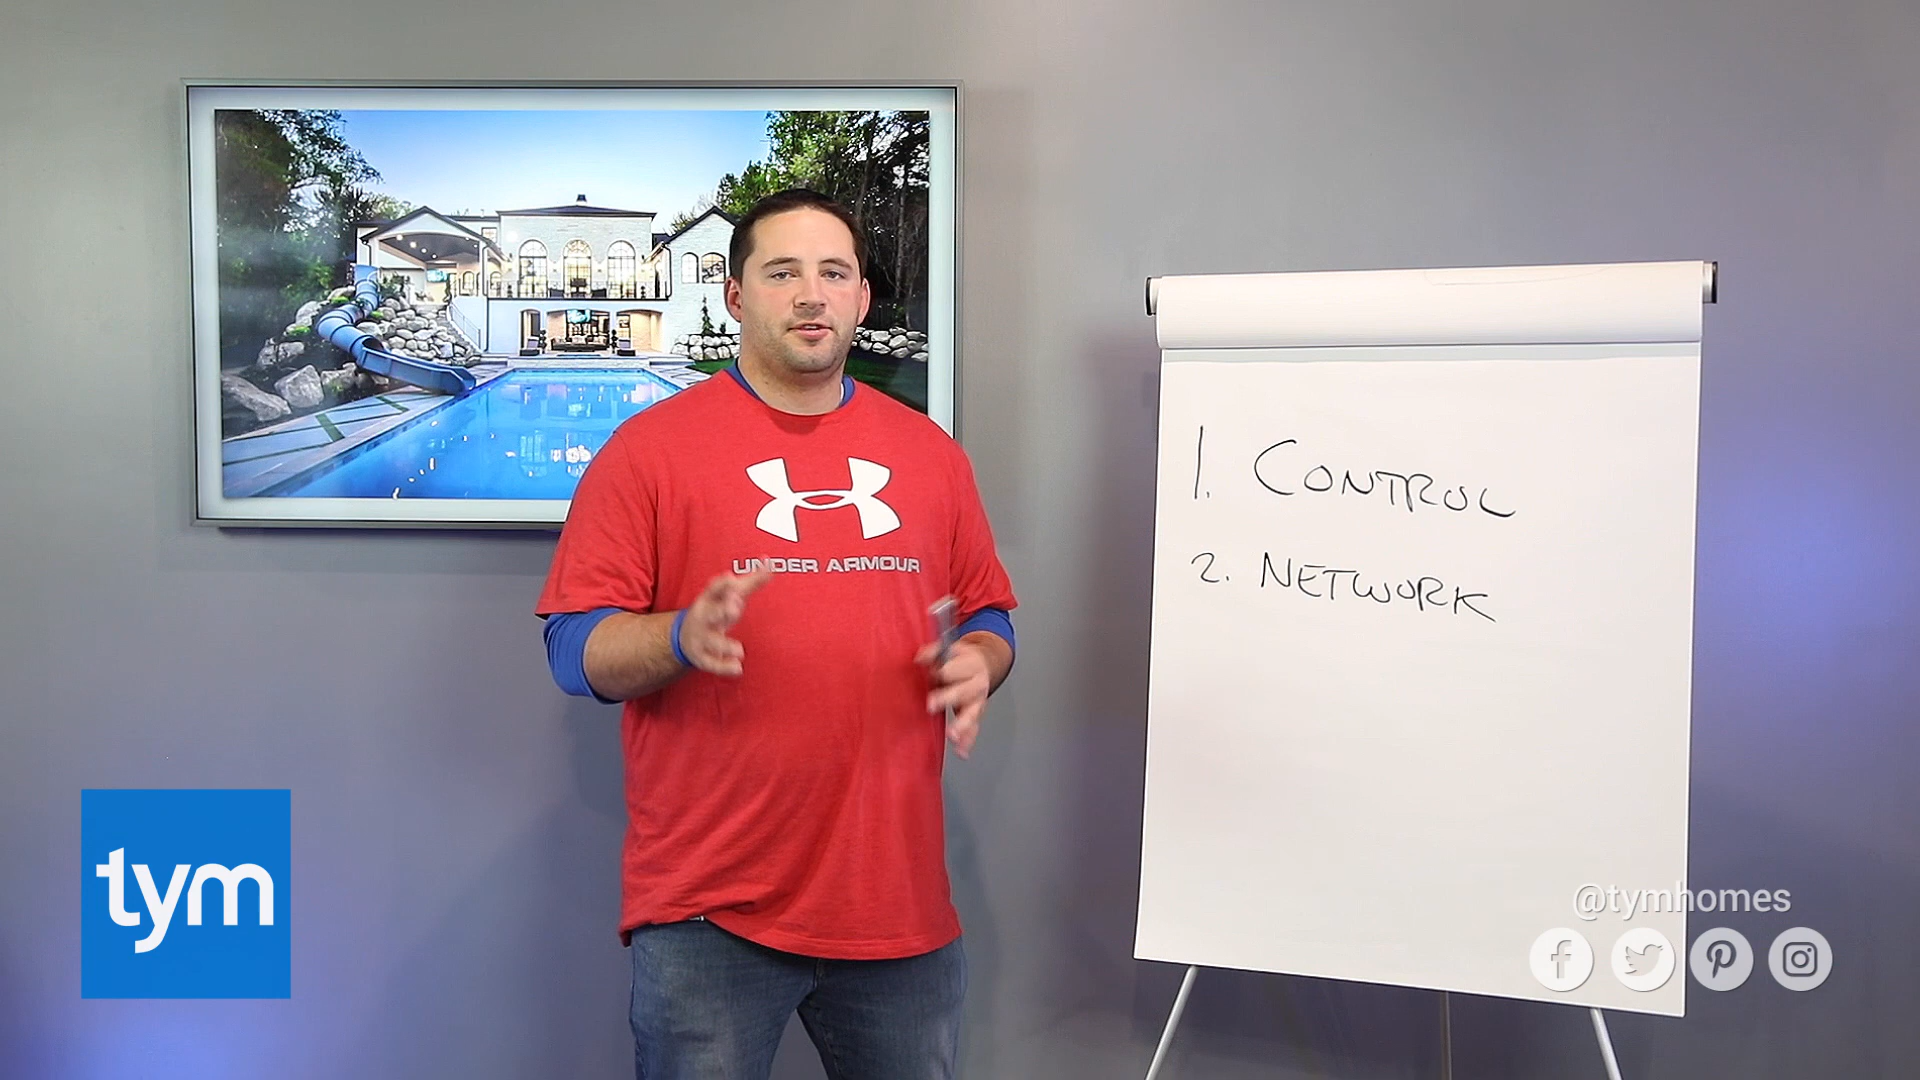 UNDER ARMOUR
1. CONTROL
2. NETWORK
tym
@tymhomes